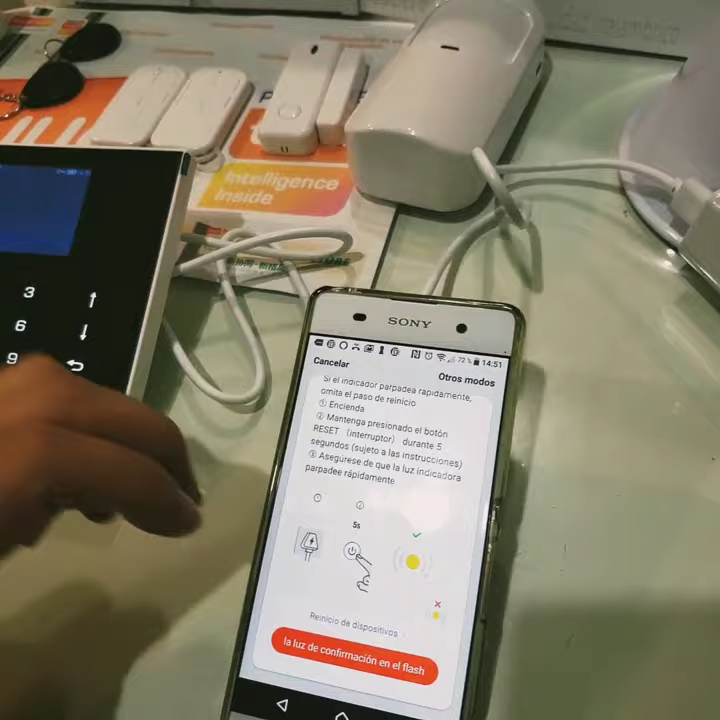 Intelligence
Inside
3
6
9
SONY
72 % 14:51
Cancelar
Otros modos
Si el indicador parpadea rápidamente,
omita el paso de reinicio
① Encienda
② Mantenga presionado el botón
RESET (interruptor) durante 5
segundos (sujeto a las instrucciones)
③ Asegúrese de que la luz indicadora
parpadee rápidamente
5s
Reinicio de dispositivos
la luz de confirmación en el flash